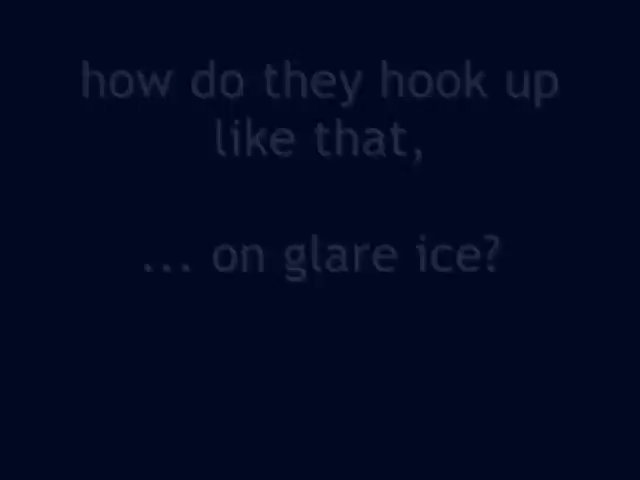 how do they hook up
like that,
... on glare ice?